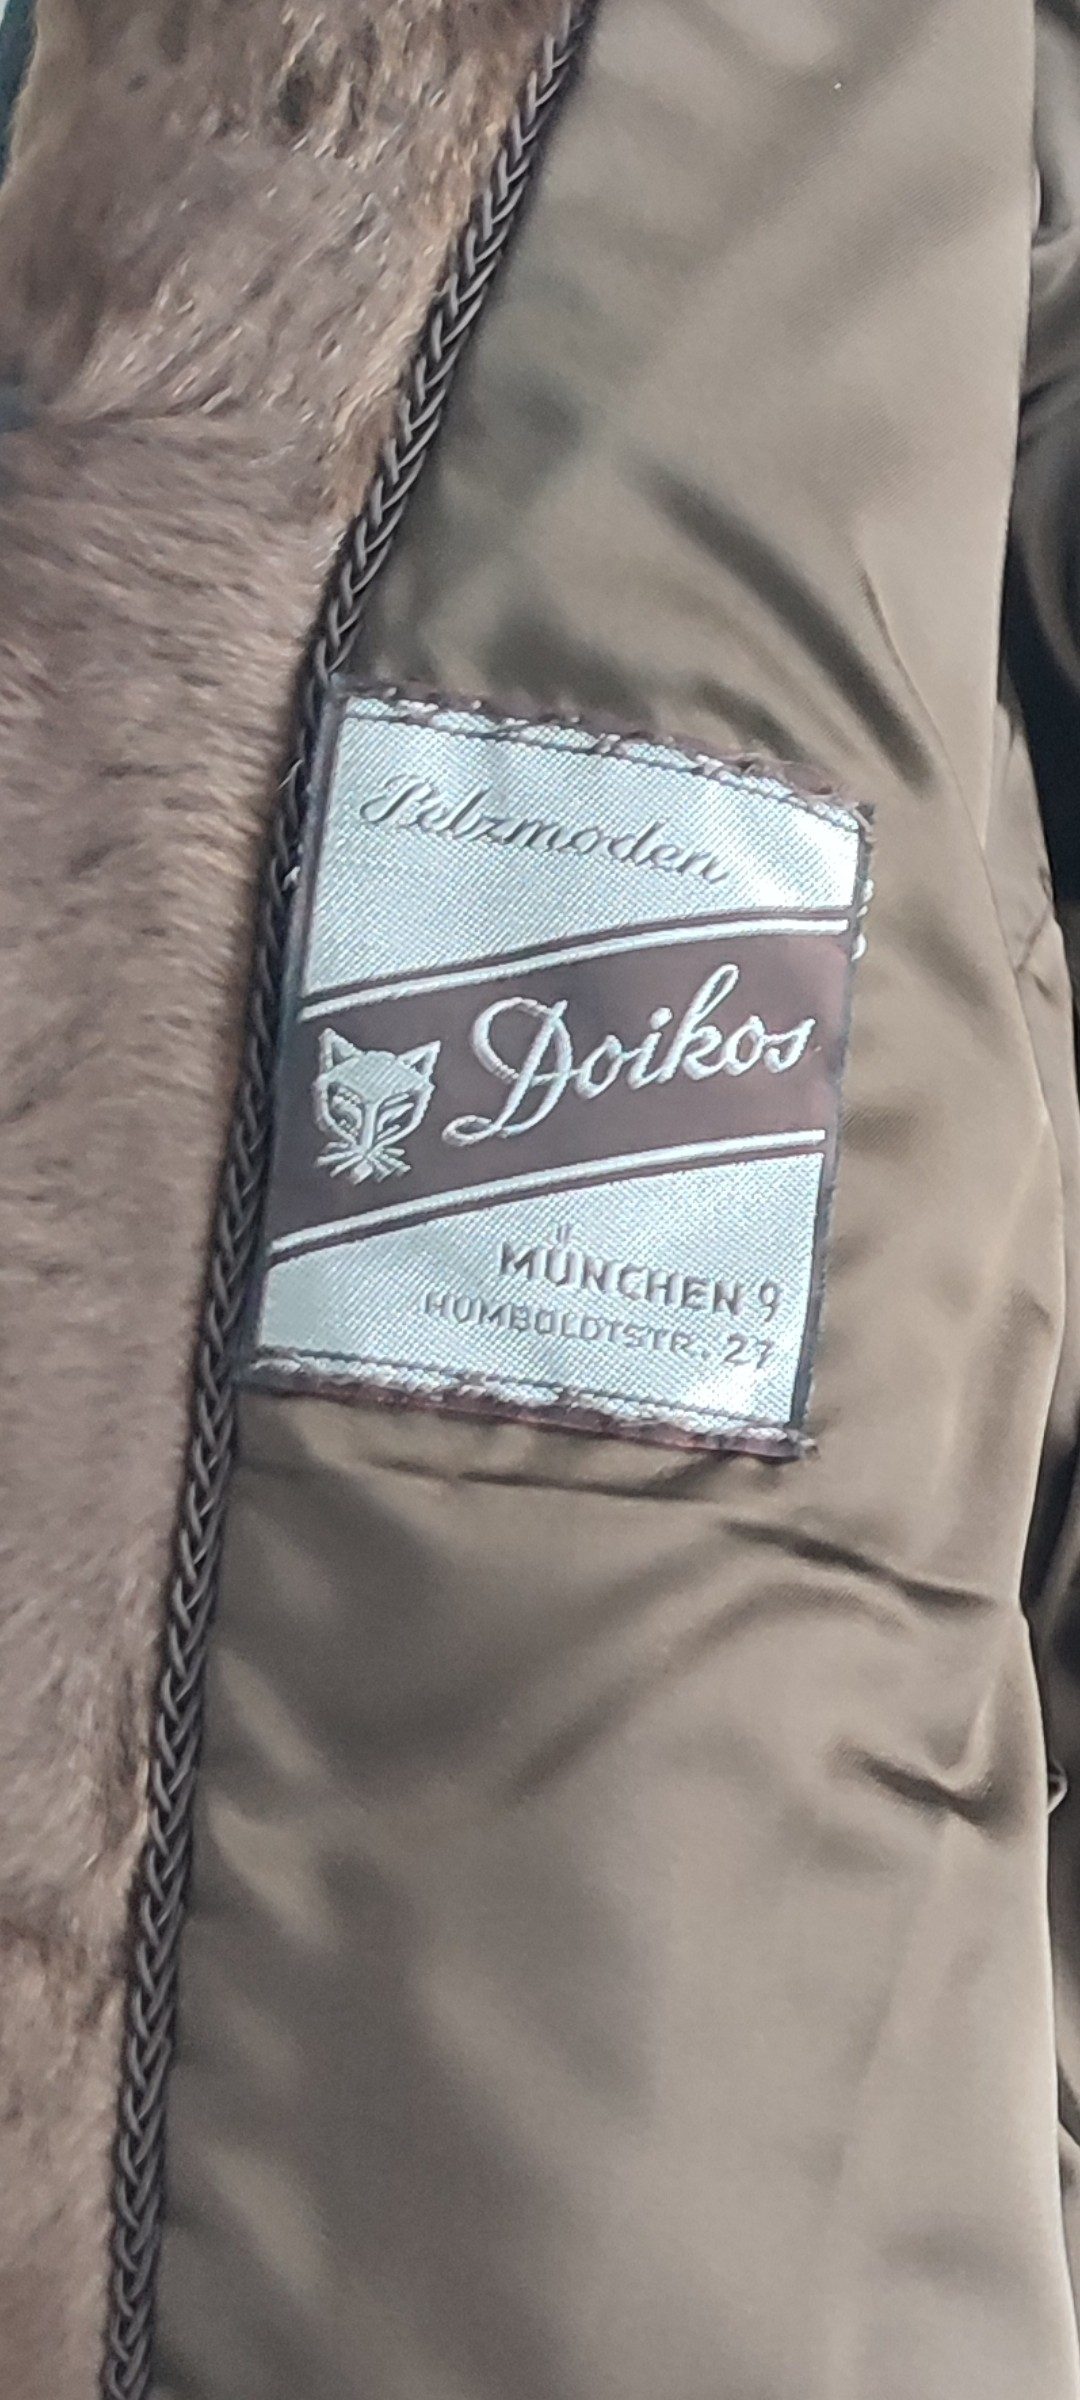 Pelzmoden
Doikos
MÜNCHEN 9
HUMBOLDTSTR. 27